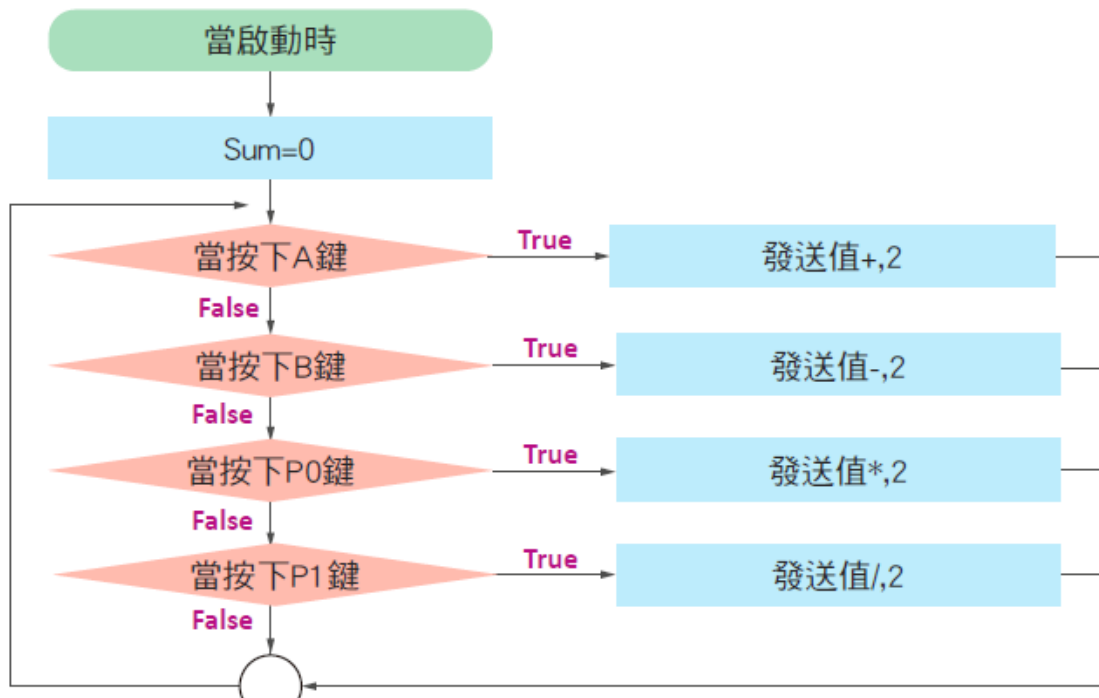 當啟動時
Sum=0
當按下A鍵
True
發送值+,2
False
當按下B鍵
True
發送值-,2
False
當按下P0鍵
True
發送值*,2
False
當按下P1鍵
True
發送值/,2
False